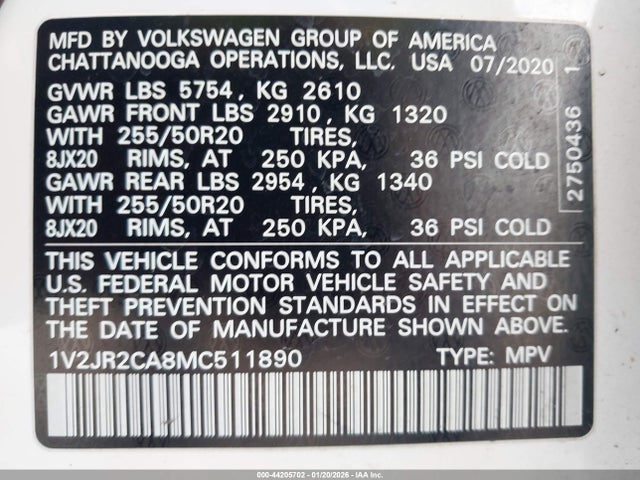 MFD BY VOLKSWAGEN GROUP OF AMERICA
CHATTANOOGA OPERATIONS, LLC. USA 07/2020
GVWR LBS 5754, KG 2610
GAWR FRONT LBS 2910, KG 1320
WITH 255/50R20 TIRES,
8JX20 RIMS, AT 250 KPA, 36 PSI COLD
GAWR REAR LBS 2954, KG 1340
WITH 255/50R20 TIRES,
8JX20 RIMS, AT 250 KPA, 36 PSI COLD
2750436 1
THIS VEHICLE CONFORMS TO ALL APPLICABLE
U.S. FEDERAL MOTOR VEHICLE SAFETY AND
THEFT PREVENTION STANDARDS IN EFFECT ON
THE DATE OF MANUFACTURE SHOWN ABOVE.
1V2JR2CA8MC511890 TYPE: MPV
000-44205702 - 01/20/2026 - IAA Inc.